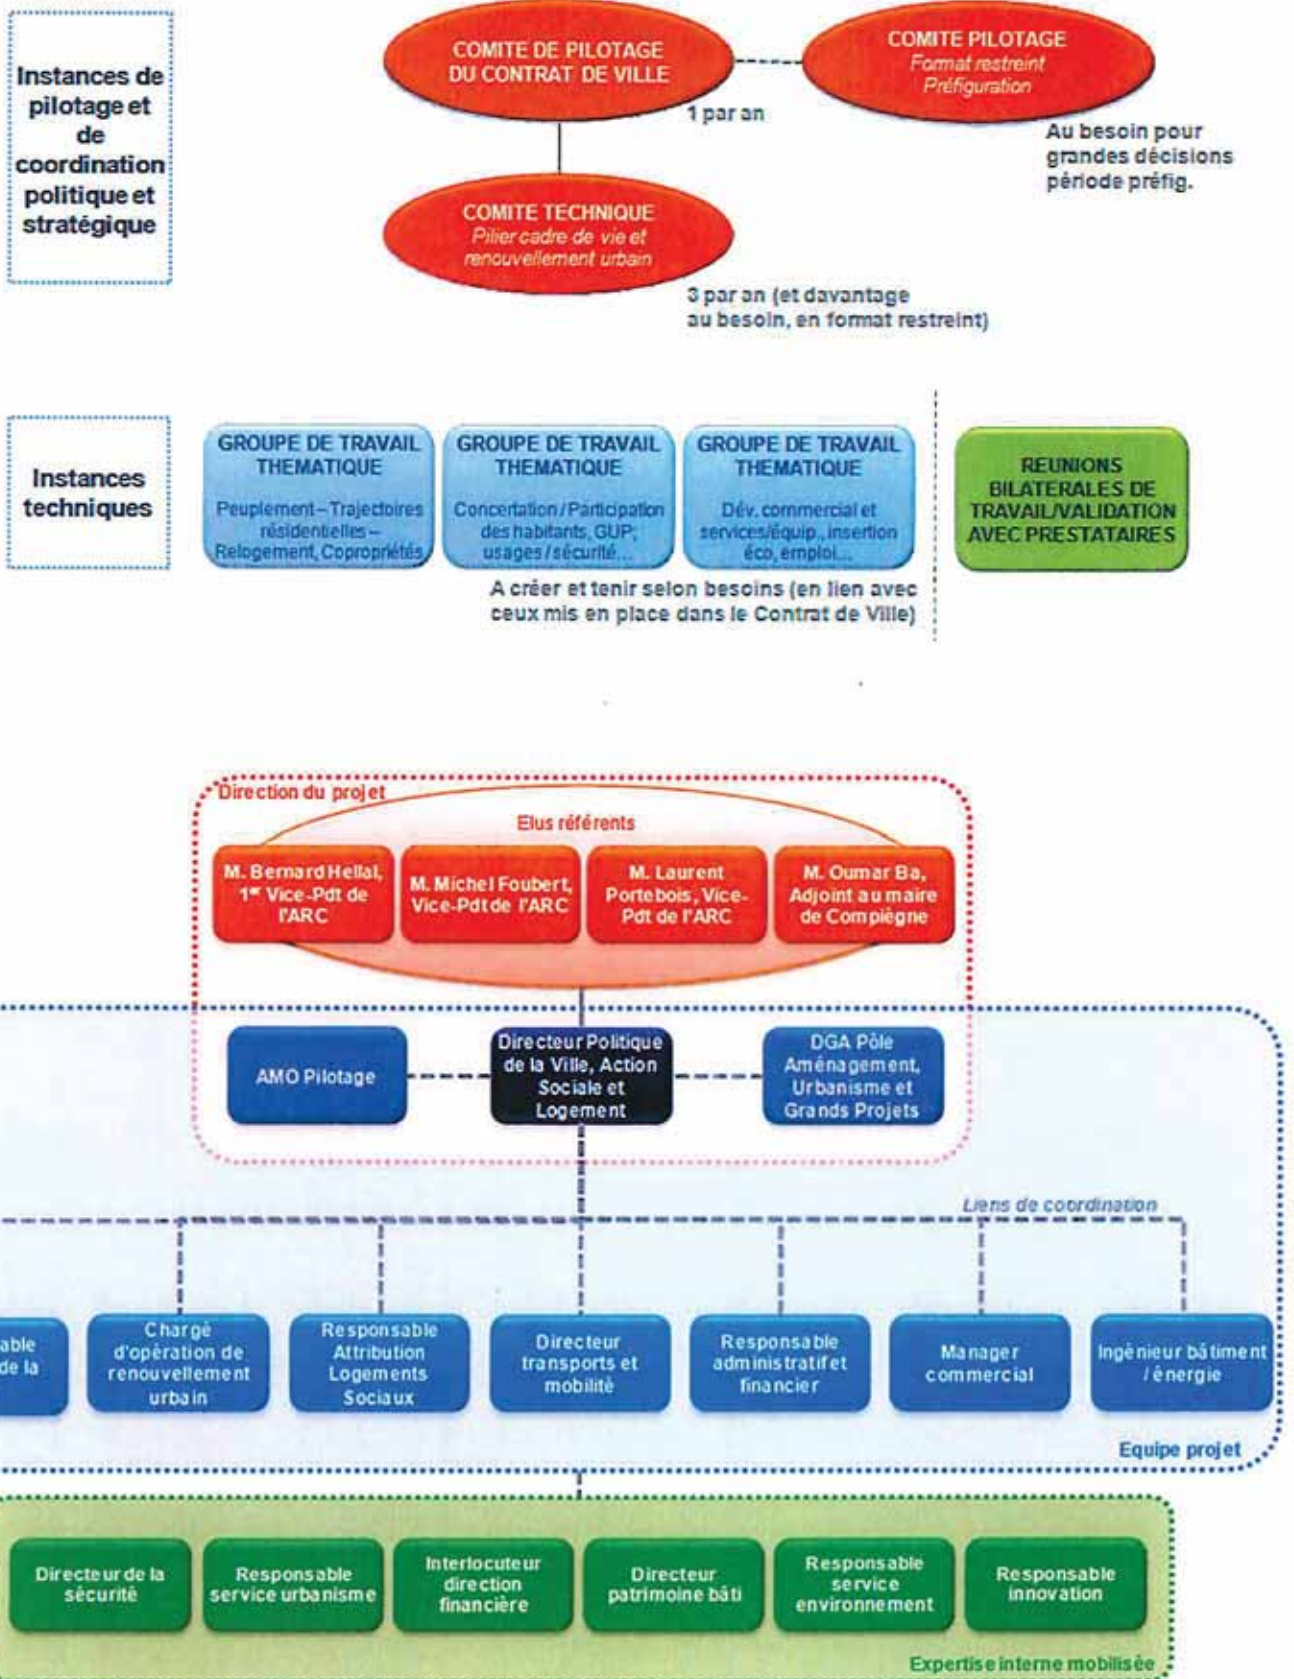 Instances de
pilotage et
de
coordination
politique et
stratégique
COMITE DE PILOTAGE
DU CONTRAT DE VILLE
1 par an
COMITE PILOTAGE
Format restreint
Préfiguration
Au besoin pour
grandes décisions
période préfig.
COMITE TECHNIQUE
Pilier cadre de vie et
renouvellement urbain
3 par an (et davantage
au besoin, en format restreint)
Instances
techniques
GROUPE DE TRAVAIL
THEMATIQUE
Peuplement – Trajectoires
résidentielles –
Relogement, Copropriétés
GROUPE DE TRAVAIL
THEMATIQUE
Concertation / Participation
des habitants, GUP,
usages / sécurité...
GROUPE DE TRAVAIL
THEMATIQUE
Dév. commercial et
services/équip., insertion
éco, emploi...
REUNIONS
BILATERALES DE
TRAVAIL/VALIDATION
AVEC PRESTATAIRES
A créer et tenir selon besoins (en lien avec
ceux mis en place dans le Contrat de Ville)
Direction du projet
Elus référents
M. Bernard Hellal,
1er Vice-Pdt de
l'ARC
M. Michel Foubert,
Vice-Pdt de l'ARC
M. Laurent
Portebois, Vice-
Pdt de l'ARC
M. Oumar Ba,
Adjoint au maire
de Compiègne
AMO Pilotage
Directeur Politique
de la Ville, Action
Sociale et
Logement
DGA Pôle
Aménagement,
Urbanisme et
Grands Projets
Liens de coordination
able
de la
Chargé
d'opération de
renouvellement
urbain
Responsable
Attribution
Logements
Sociaux
Directeur
transports et
mobilité
Responsable
administratif et
financier
Manager
commercial
Ingénieur bâtiment
/ énergie
Equipe projet
Directeur de la
sécurité
Responsable
service urbanisme
Interlocuteur
direction
financière
Directeur
patrimoine bâti
Responsable
service
environnement
Responsable
innovation
Expertise interne mobilisée